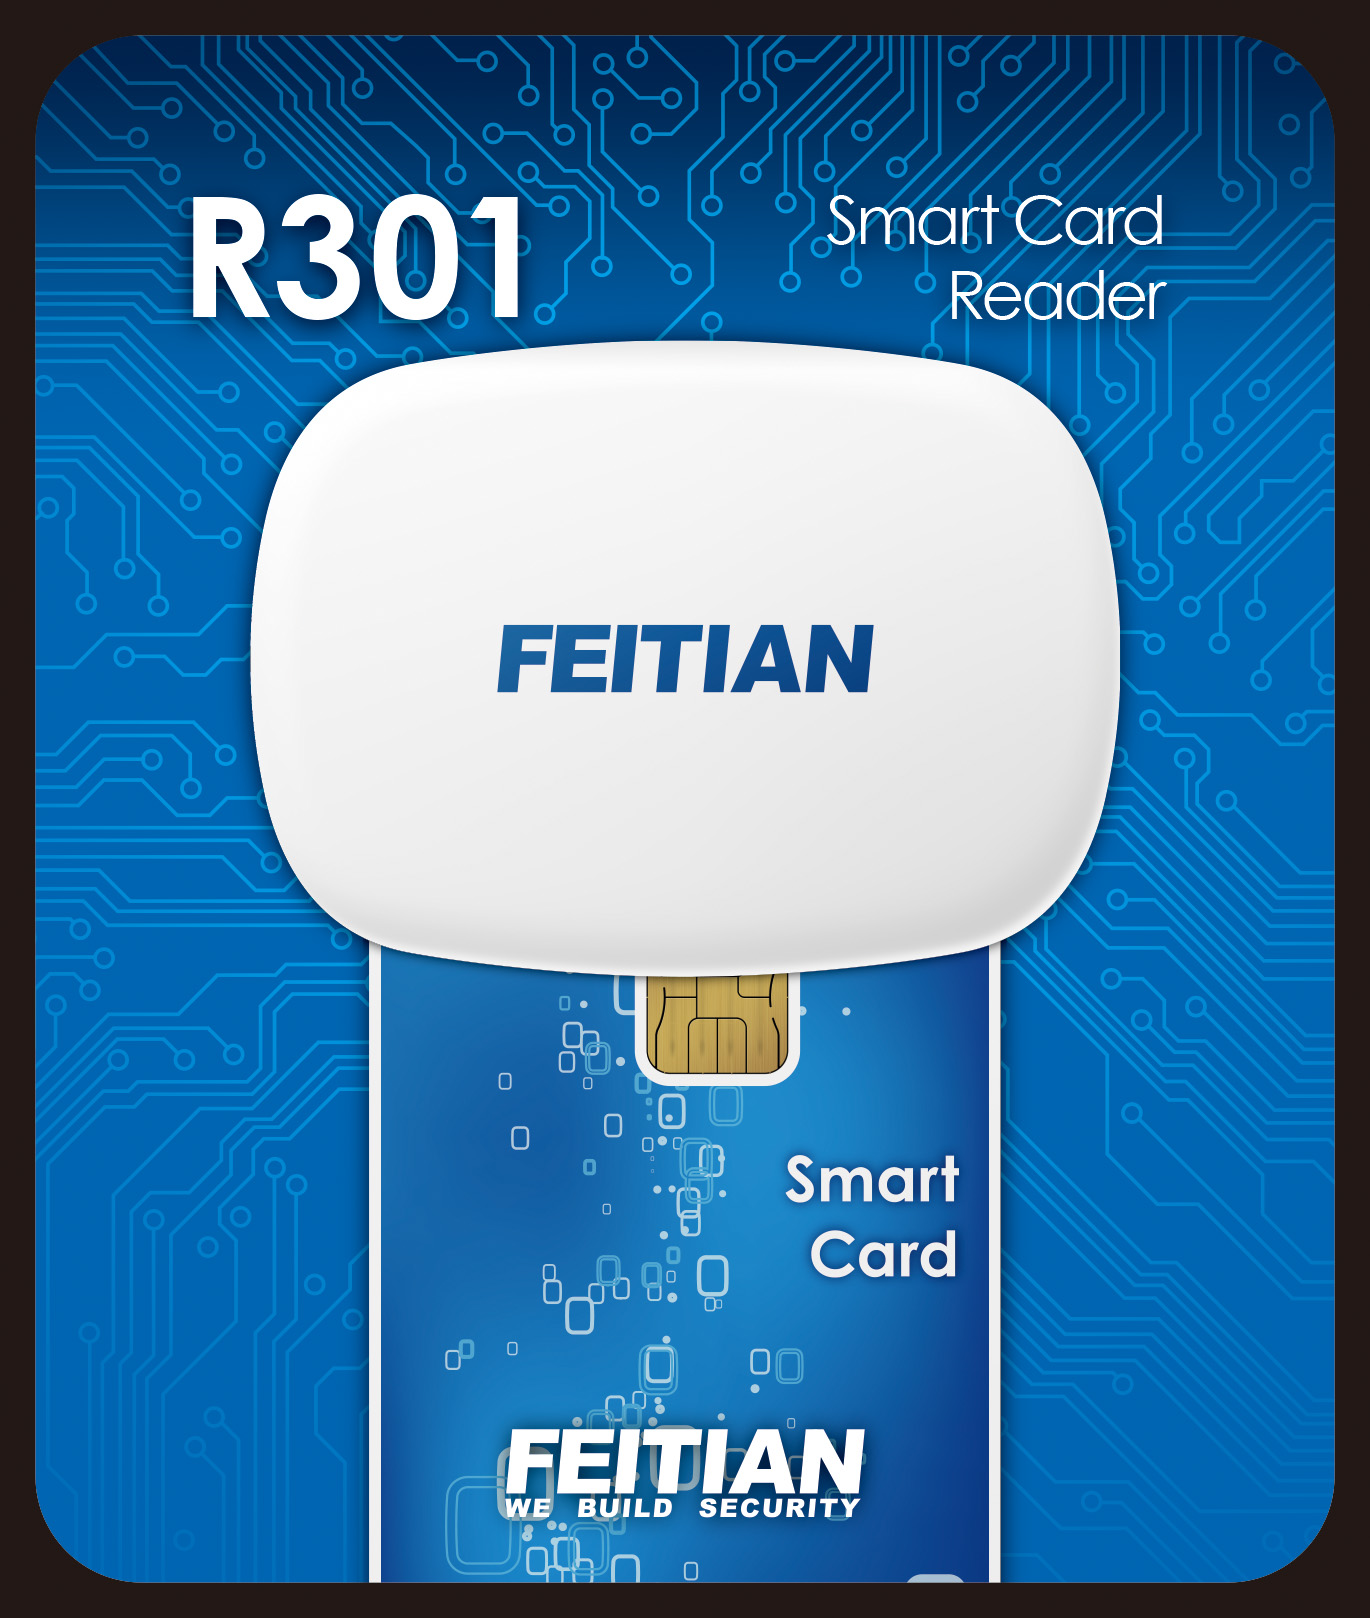 R301
Smart Card
Reader
FEITIAN
Smart
Card
FEITIAN
WE BUILD SECURITY